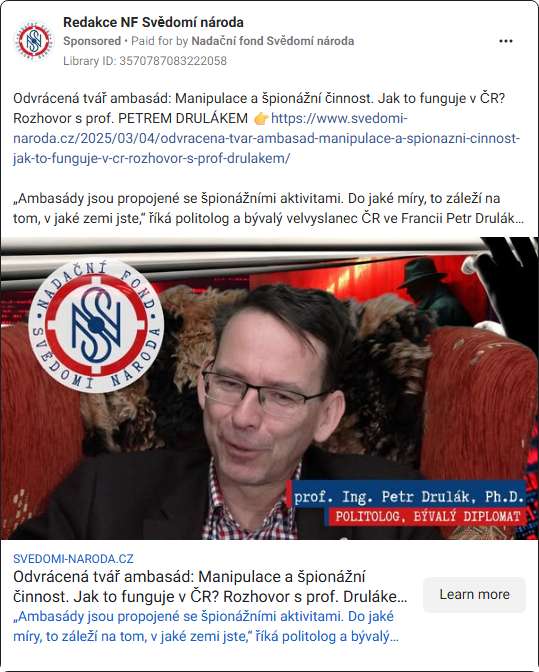 Redakce NF Svědomí národa
Sponsored • Paid for by Nadační fond Svědomí národa
Library ID: 3570787083222058
Odvrácená tvář ambasád: Manipulace a špionážní činnost. Jak to funguje v ČR?
Rozhovor s prof. PETREM DRULÁKEM 👉https://www.svedomi-
naroda.cz/2025/03/04/odvracena-tvar-ambasad-manipulace-a-spionazni-cinnost-
jak-to-funguje-v-cr-rozhovor-s-prof-drulakem/
„Ambasády jsou propojené se špionážními aktivitami. Do jaké míry, to záleží na
tom, v jaké zemi jste,“ říká politolog a bývalý velvyslanec ČR ve Francii Petr Drulák…
NADAČNÍ FOND
SVĚDOMÍ NÁRODA
prof. Ing. Petr Drulák, Ph.D.
POLITOLOG, BÝVALÝ DIPLOMAT
SVEDOMI-NARODA.CZ
Odvrácená tvář ambasád: Manipulace a špionážní
činnost. Jak to funguje v ČR? Rozhovor s prof. Druláke…
„Ambasády jsou propojené se špionážními aktivitami. Do jaké
míry, to záleží na tom, v jaké zemi jste,“ říká politolog a bývalý…
Learn more